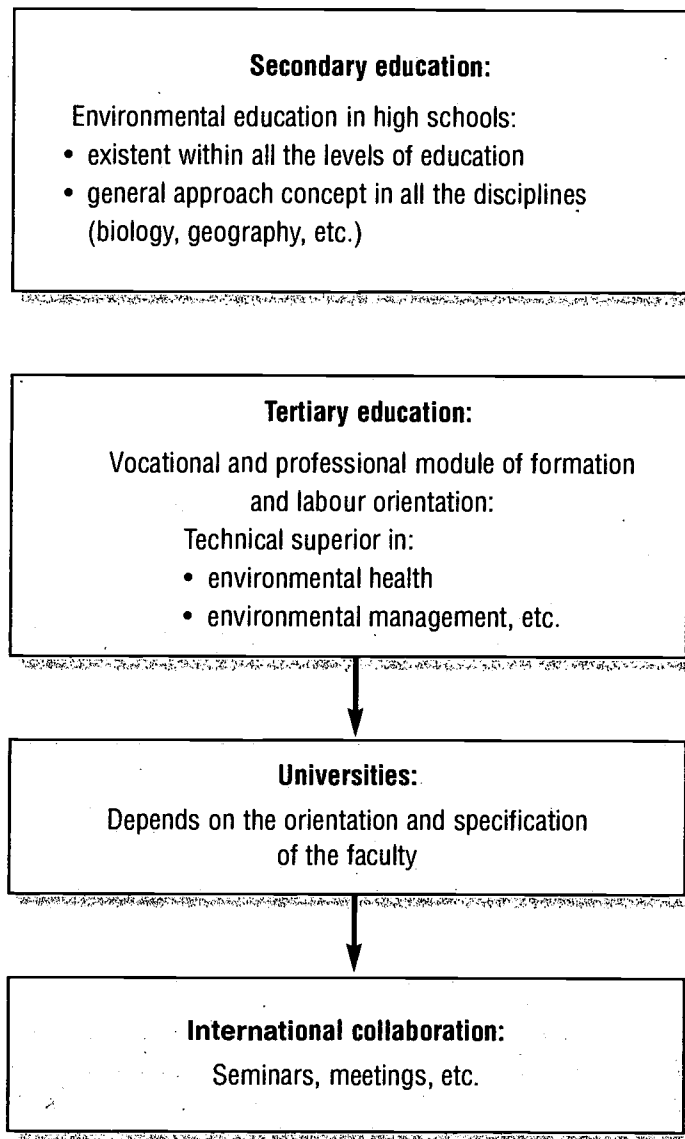 Secondary education:
Environmental education in high schools:
• existent within all the levels of education
• general approach concept in all the disciplines
(biology, geography, etc.)
Tertiary education:
Vocational and professional module of formation
and labour orientation:
Technical superior in:
• environmental health
• environmental management, etc.
Universities:
Depends on the orientation and specification
of the faculty
International collaboration:
Seminars, meetings, etc.